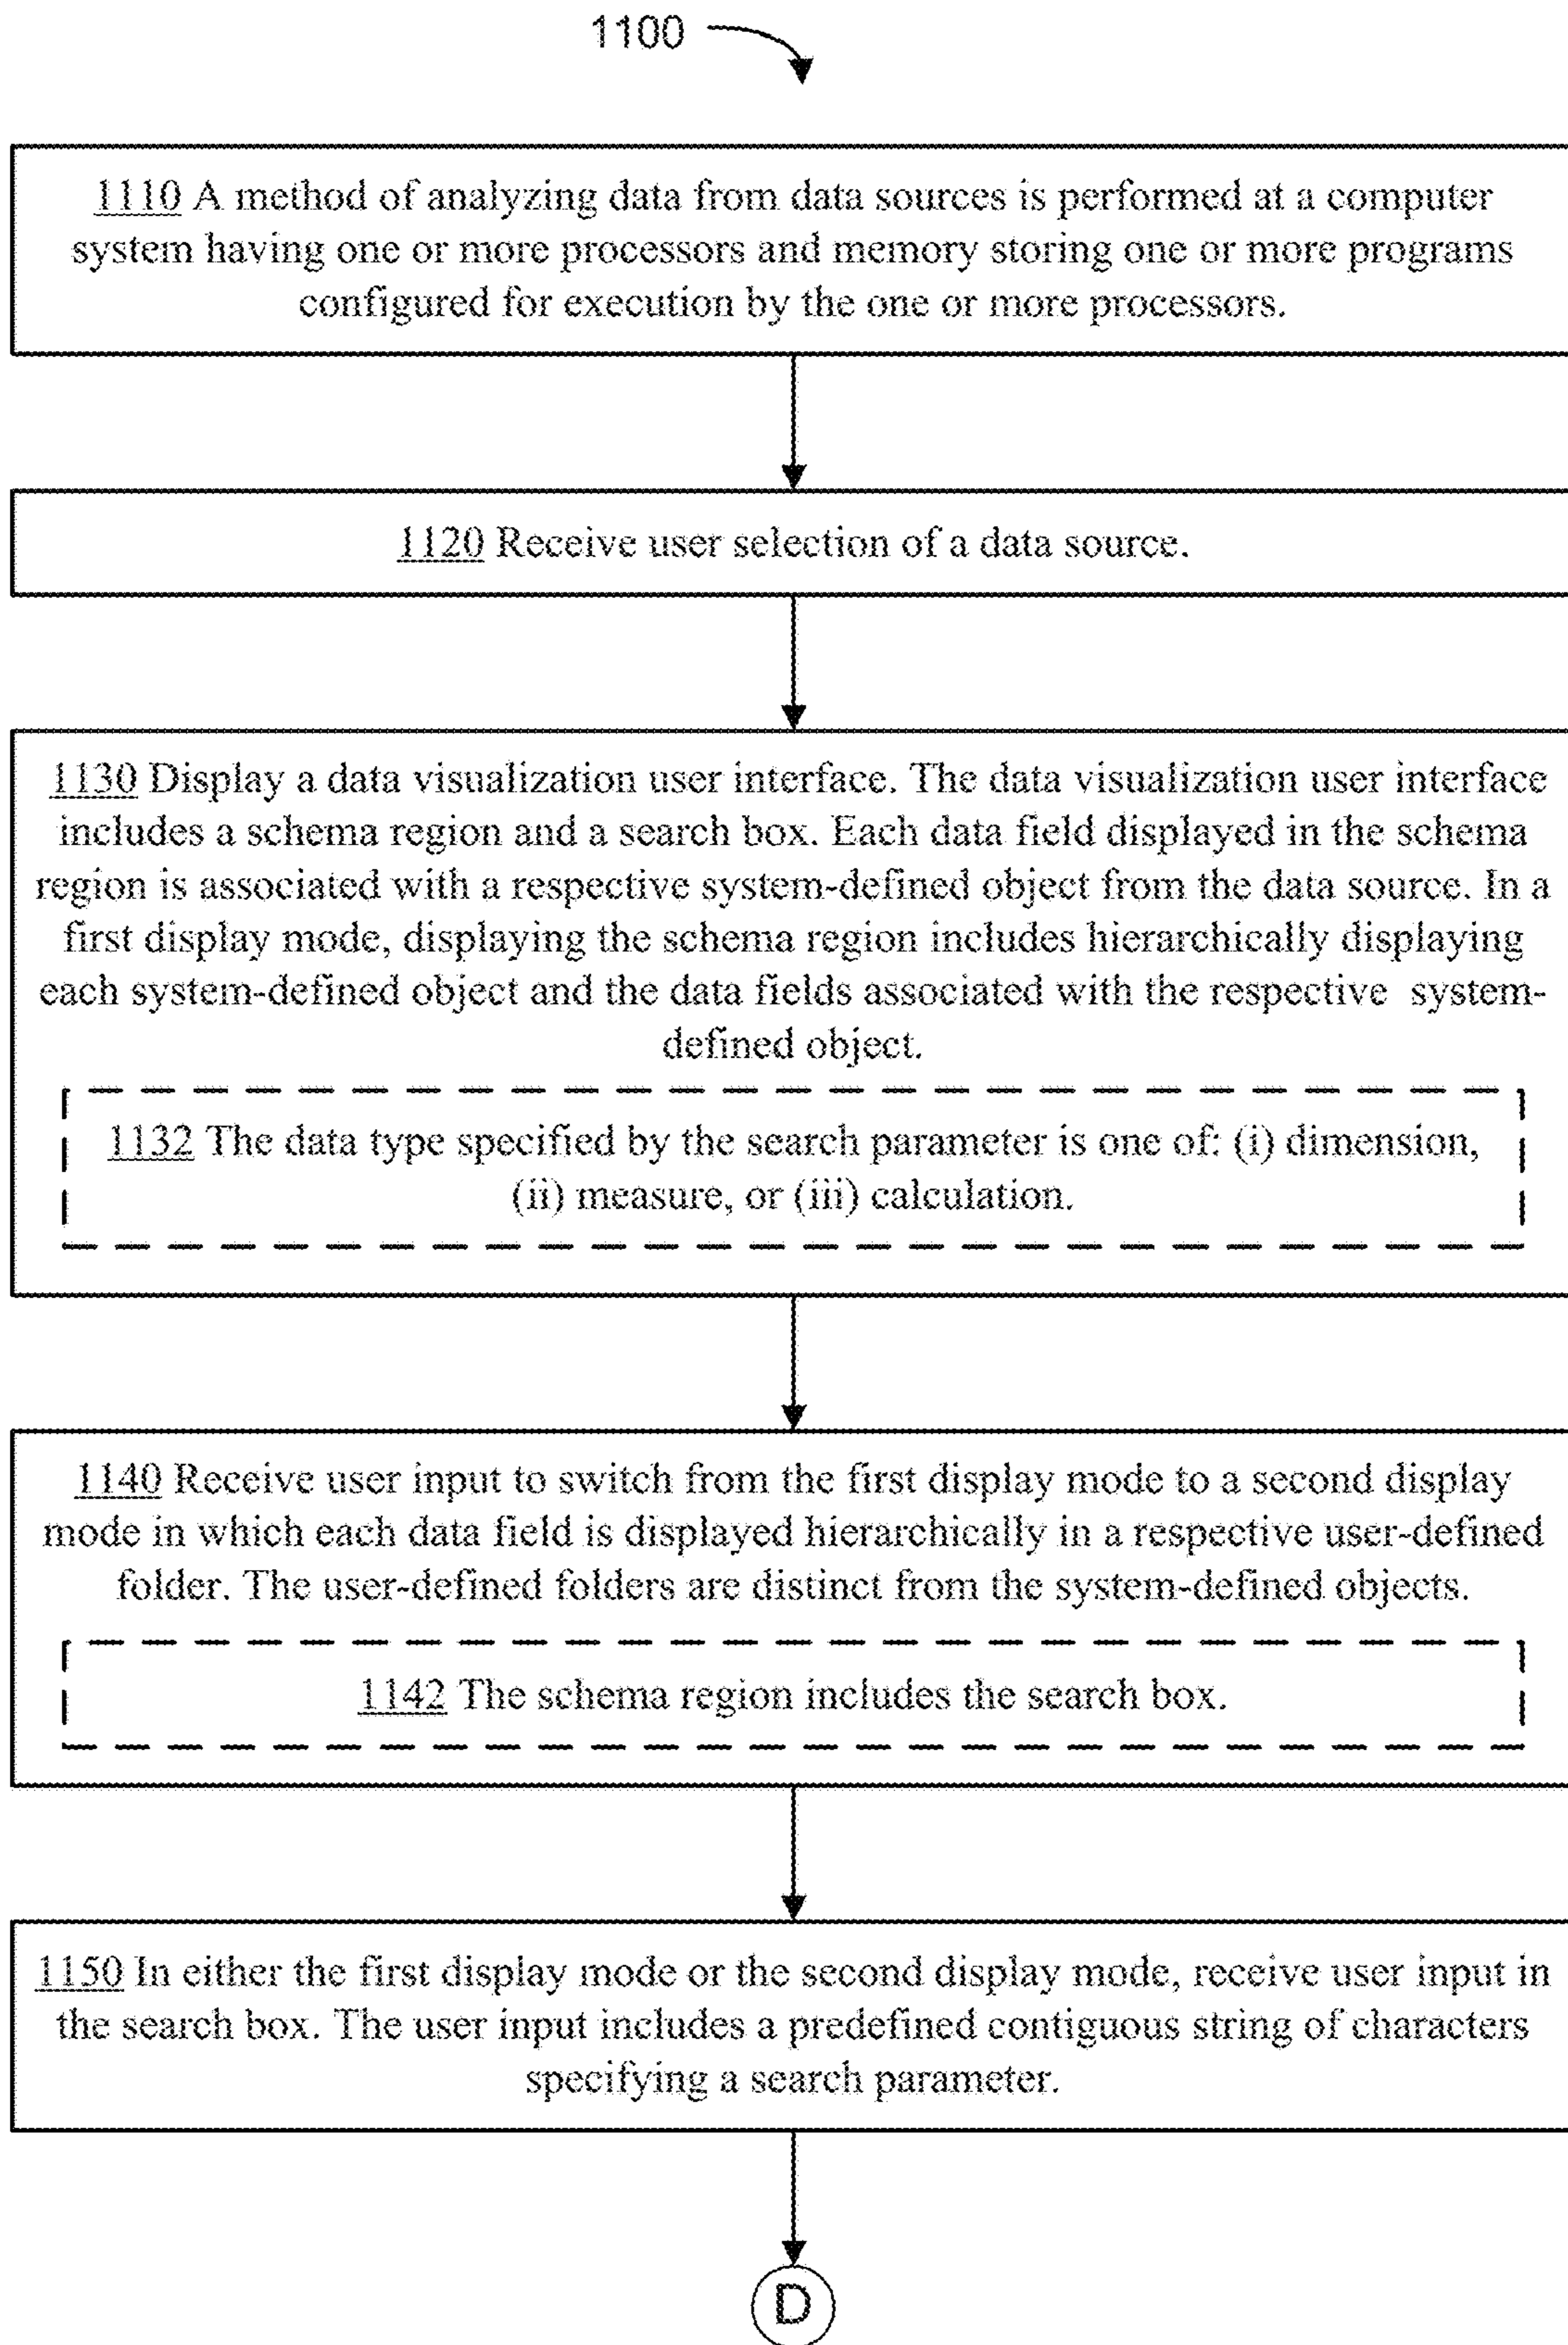 1100
1110 A method of analyzing data from data sources is performed at a computer
system having one or more processors and memory storing one or more programs
configured for execution by the one or more processors.
1120 Receive user selection of a data source.
1130 Display a data visualization user interface. The data visualization user interface
includes a schema region and a search box. Each data field displayed in the schema
region is associated with a respective system-defined object from the data source. In a
first display mode, displaying the schema region includes hierarchically displaying
each system-defined object and the data fields associated with the respective system-
defined object.
1132 The data type specified by the search parameter is one of: (i) dimension,
(ii) measure, or (iii) calculation.
1140 Receive user input to switch from the first display mode to a second display
mode in which each data field is displayed hierarchically in a respective user-defined
folder. The user-defined folders are distinct from the system-defined objects.
1142 The schema region includes the search box.
1150 In either the first display mode or the second display mode, receive user input in
the search box. The user input includes a predefined contiguous string of characters
specifying a search parameter.
D